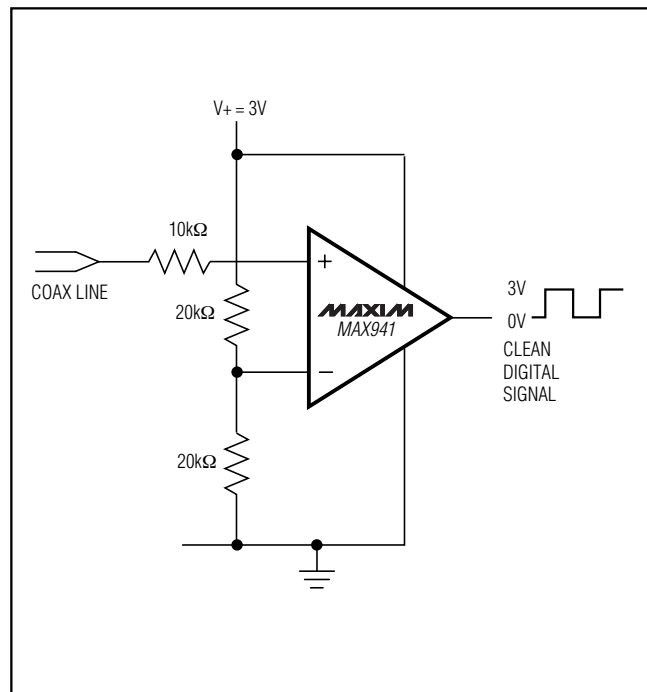 V+ = 3V
10kΩ
COAX LINE
20kΩ
+
MAXIM
MAX941
−
20kΩ
3V
0V
CLEAN
DIGITAL
SIGNAL